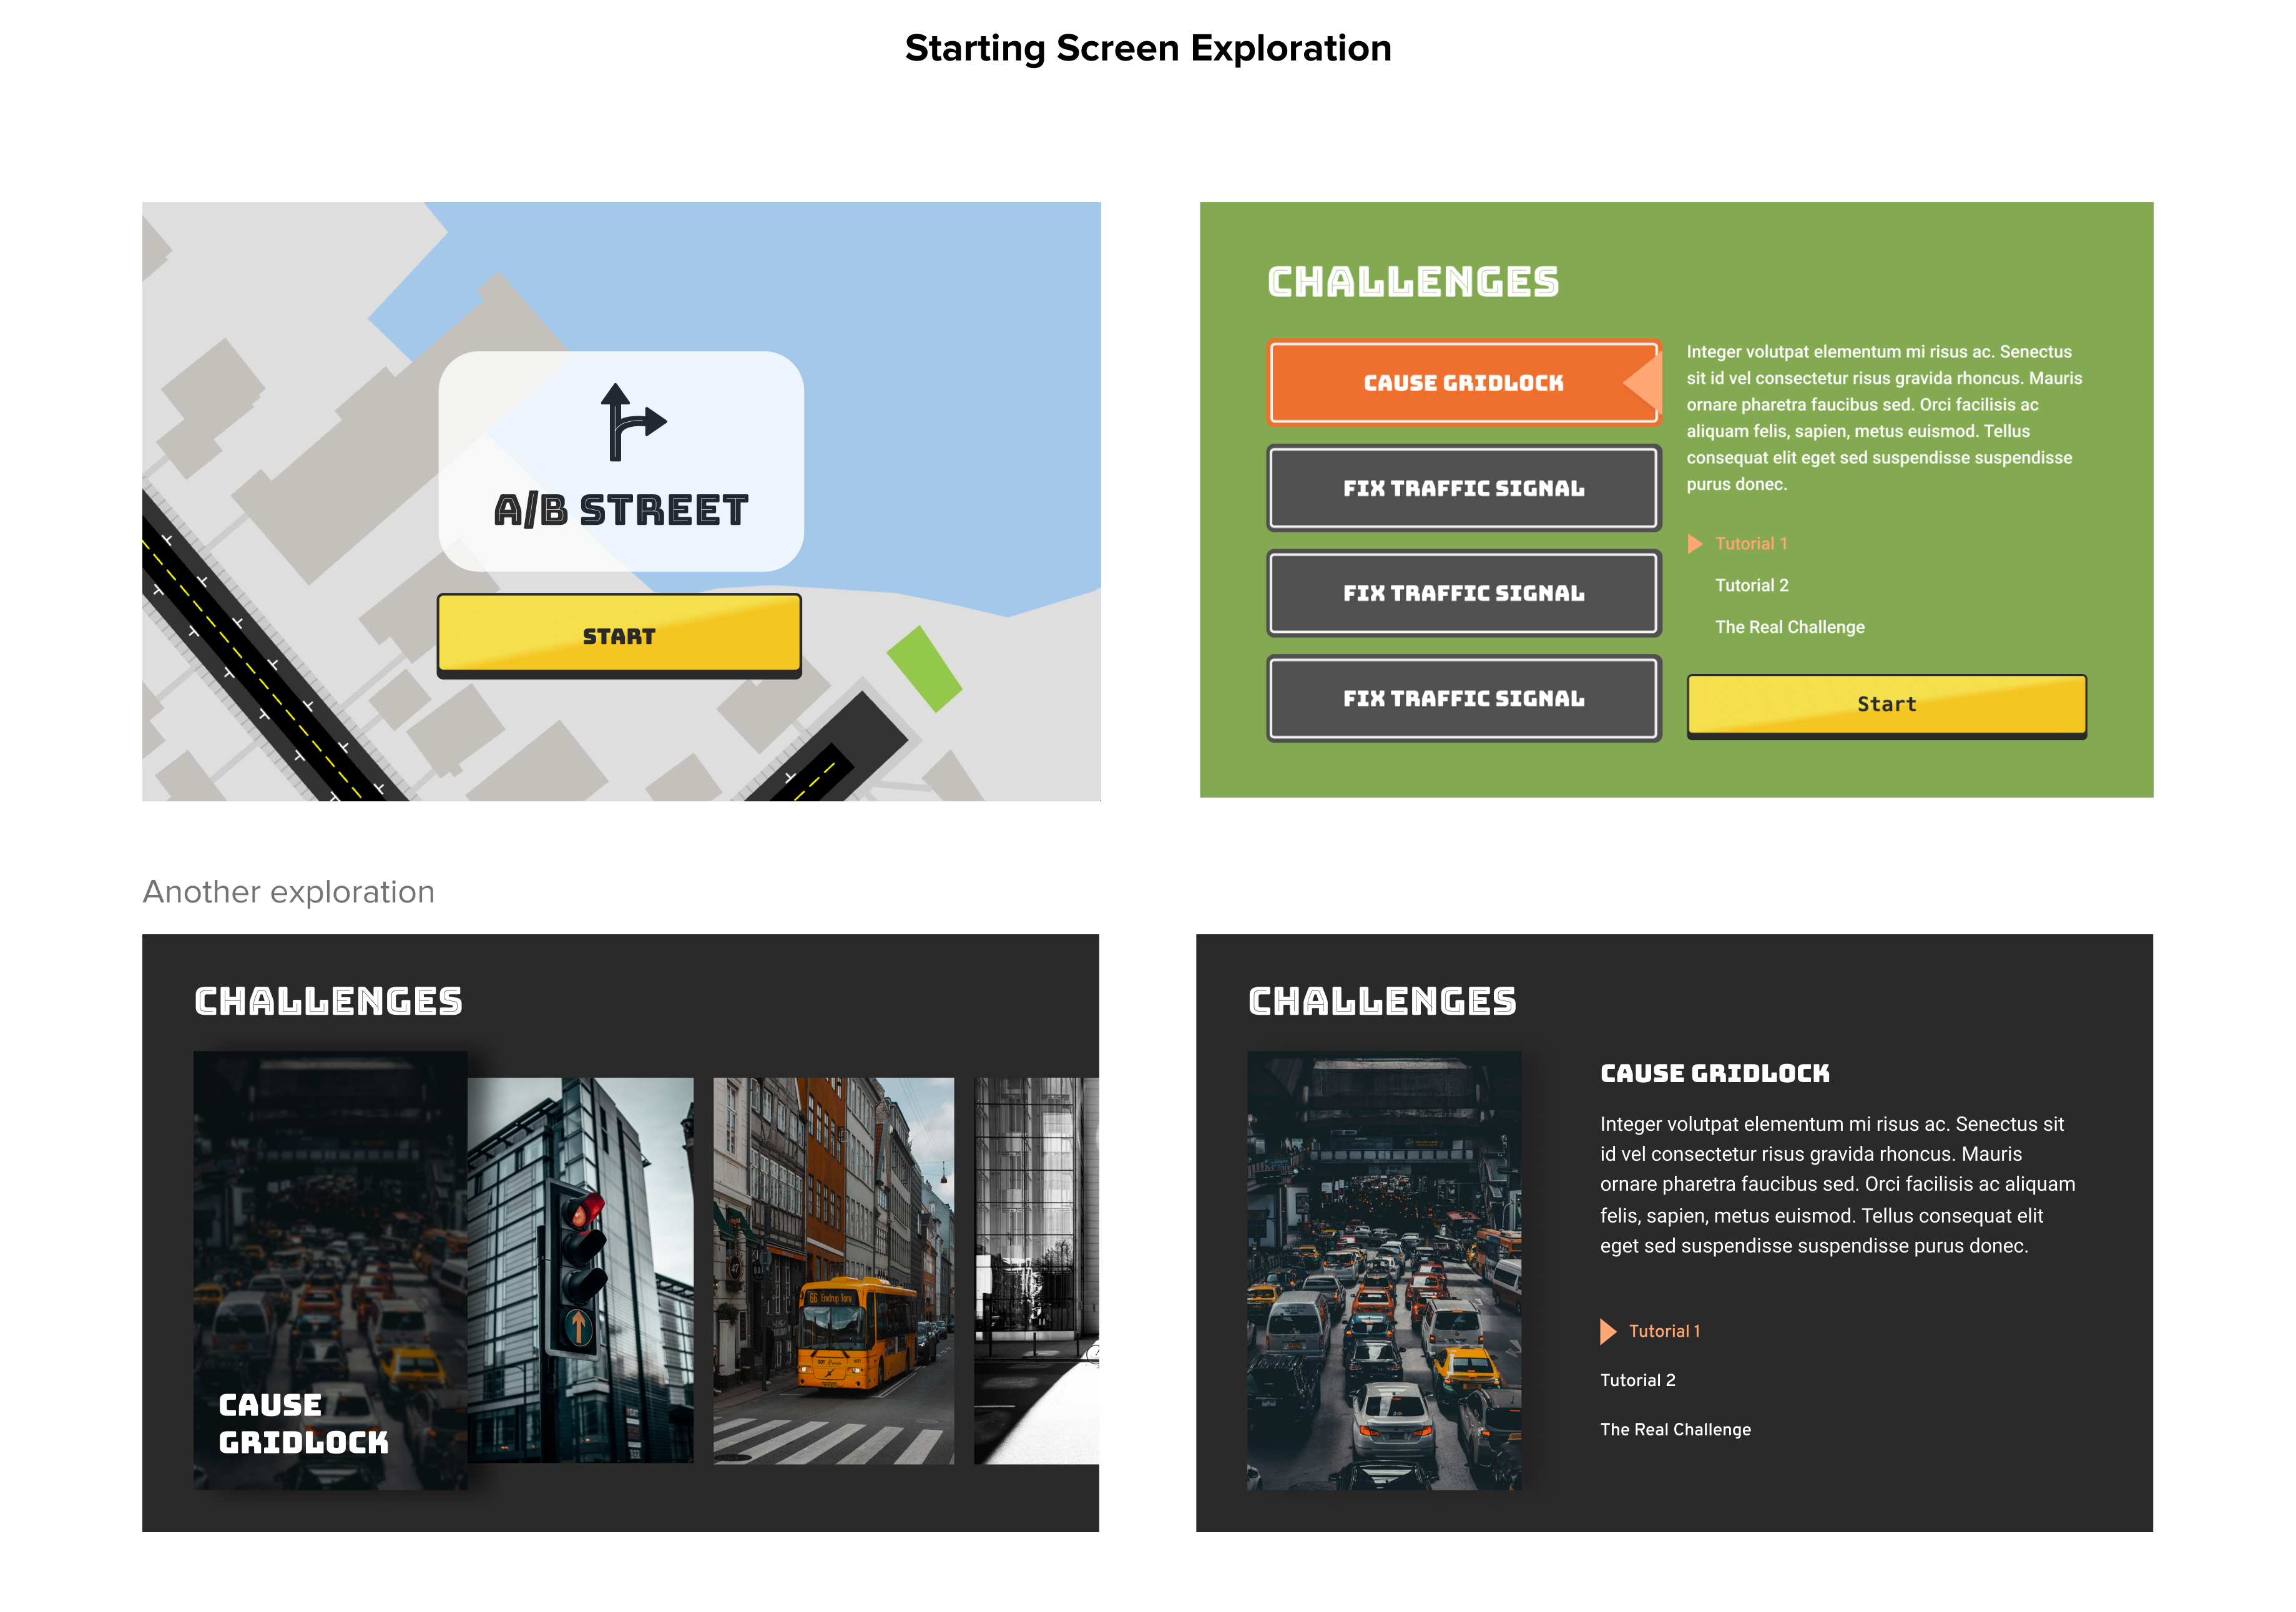 Starting Screen Exploration
A/B STREET
START
CHALLENGES
CAUSE GRIDLOCK
FIX TRAFFIC SIGNAL
FIX TRAFFIC SIGNAL
FIX TRAFFIC SIGNAL
Integer volutpat elementum mi risus ac. Senectus
sit id vel consectetur risus gravida rhoncus. Mauris
ornare pharetra faucibus sed. Orci facilisis ac
aliquam felis, sapien, metus euismod. Tellus
consequat elit eget sed suspendisse suspendisse
purus donec.
Tutorial 1
Tutorial 2
The Real Challenge
Start
Another exploration
CHALLENGES
CAUSE
GRIDLOCK
47
66 Emdrup Torv
CHALLENGES
CAUSE GRIDLOCK
Integer volutpat elementum mi risus ac. Senectus sit
id vel consectetur risus gravida rhoncus. Mauris
ornare pharetra faucibus sed. Orci facilisis ac aliquam
felis, sapien, metus euismod. Tellus consequat elit
eget sed suspendisse suspendisse purus donec.
Tutorial 1
Tutorial 2
The Real Challenge